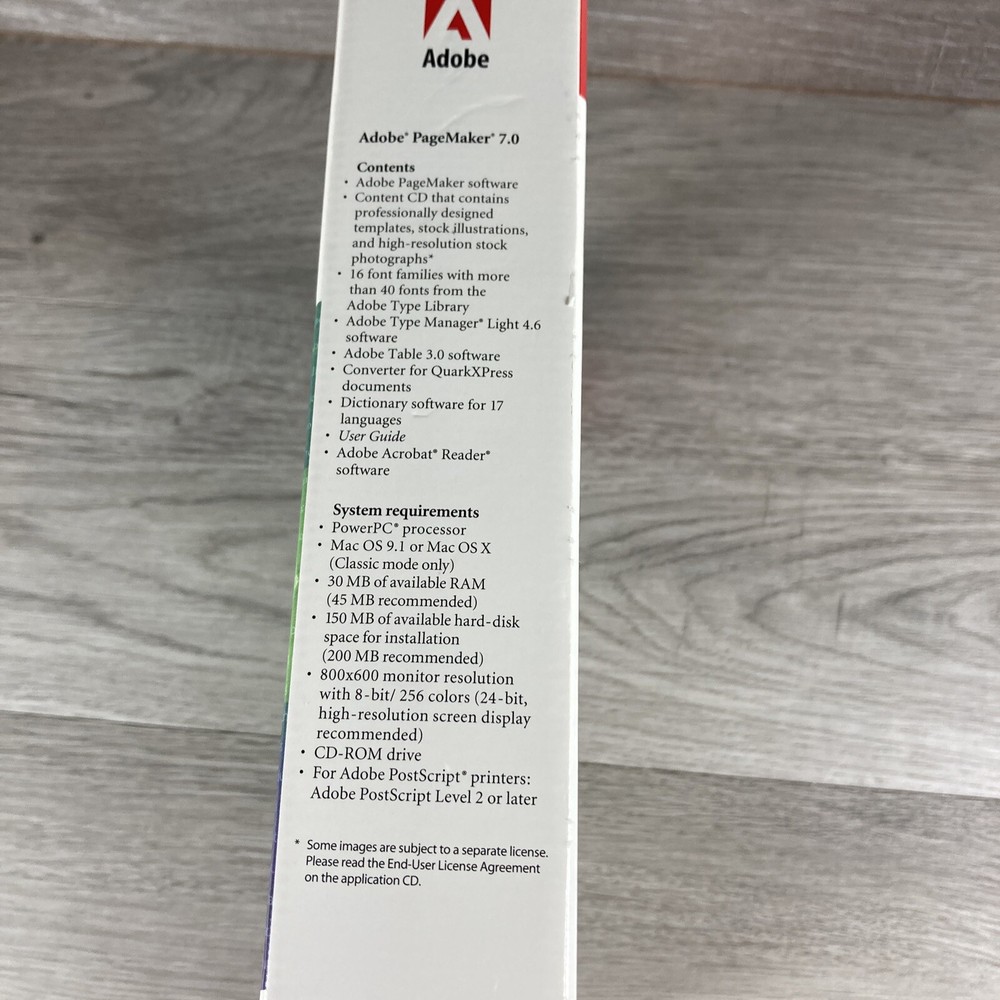 Adobe
Adobe® PageMaker® 7.0
Contents
• Adobe PageMaker software
• Content CD that contains
professionally designed
templates, stock illustrations,
and high-resolution stock
photographs*
• 16 font families with more
than 40 fonts from the
Adobe Type Library
• Adobe Type Manager® Light 4.6
software
• Adobe Table 3.0 software
• Converter for QuarkXPress
documents
• Dictionary software for 17
languages
• User Guide
• Adobe Acrobat® Reader®
software
System requirements
• PowerPC® processor
• Mac OS 9.1 or Mac OS X
(Classic mode only)
• 30 MB of available RAM
(45 MB recommended)
• 150 MB of available hard-disk
space for installation
(200 MB recommended)
• 800x600 monitor resolution
with 8-bit/ 256 colors (24-bit,
high-resolution screen display
recommended)
• CD-ROM drive
• For Adobe PostScript® printers:
Adobe PostScript Level 2 or later
* Some images are subject to a separate license.
Please read the End-User License Agreement
on the application CD.